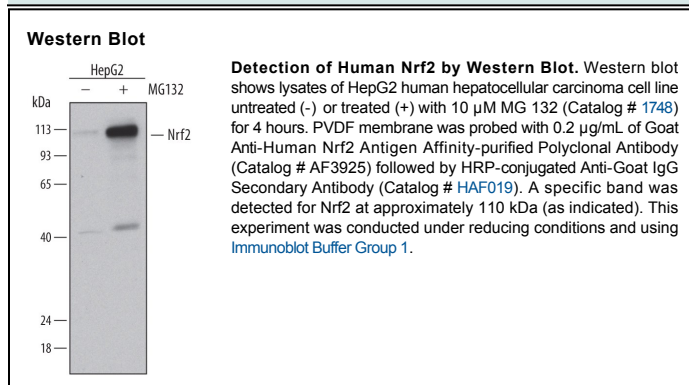 Western Blot
HepG2
− + MG132
kDa
113 — — Nrf2
93 —
65 —
40 —
24 —
18 —
Detection of Human Nrf2 by Western Blot. Western blot
shows lysates of HepG2 human hepatocellular carcinoma cell line
untreated (-) or treated (+) with 10 µM MG 132 (Catalog # 1748)
for 4 hours. PVDF membrane was probed with 0.2 µg/mL of Goat
Anti-Human Nrf2 Antigen Affinity-purified Polyclonal Antibody
(Catalog # AF3925) followed by HRP-conjugated Anti-Goat IgG
Secondary Antibody (Catalog # HAF019). A specific band was
detected for Nrf2 at approximately 110 kDa (as indicated). This
experiment was conducted under reducing conditions and using
Immunoblot Buffer Group 1.